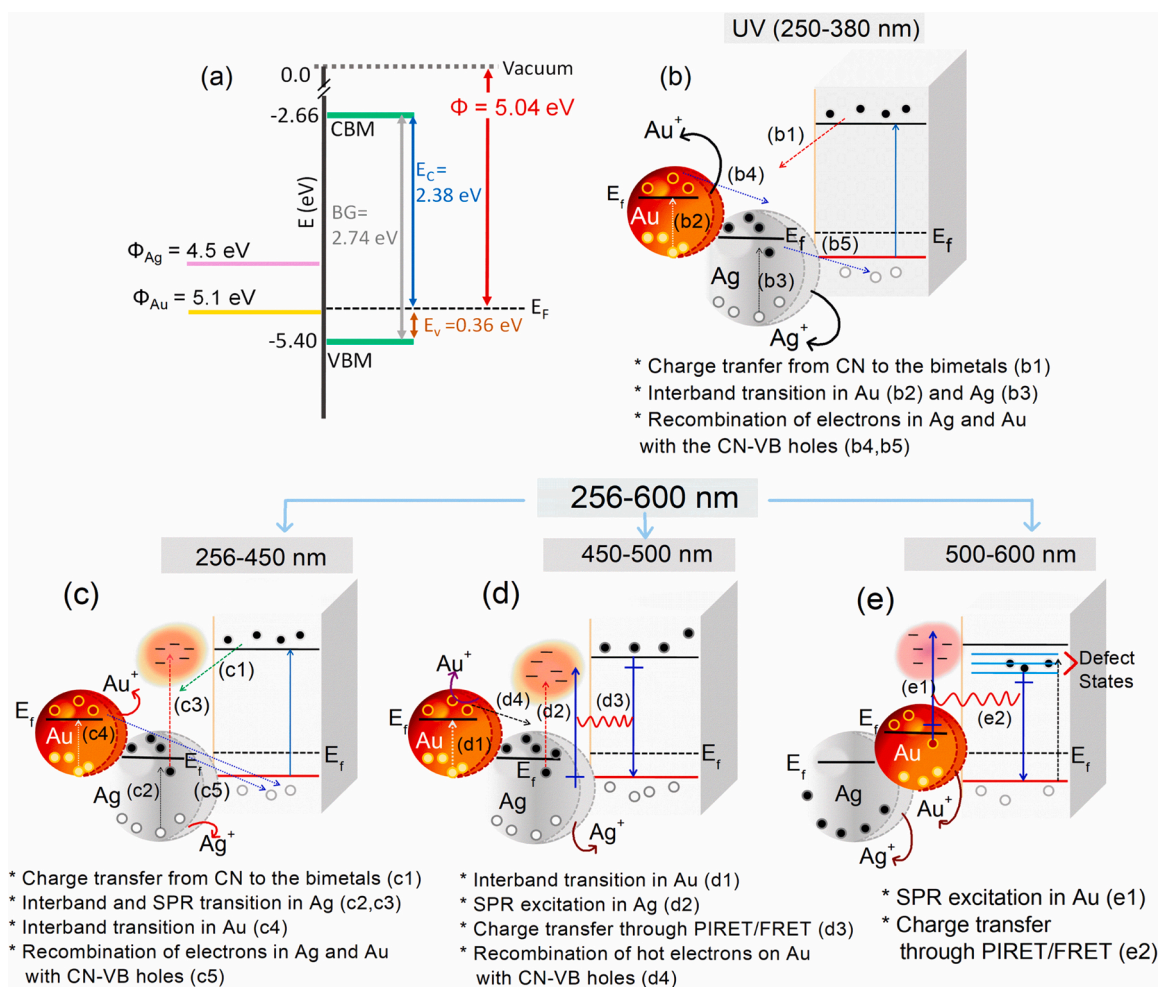 UV (250-380 nm)
(a)
0.0
Vacuum
Φ = 5.04 eV
-2.66
CBM
E (eV)
E_C=
2.38 eV
BG=
2.74 eV
Φ_Ag = 4.5 eV
Φ_Au = 5.1 eV
E_F
E_v =0.36 eV
-5.40
VBM
(b)
Au⁺
(b1)
(b4)
E_f
Au
(b2)
E_f
(b5)
E_f
Ag
(b3)
Ag⁺
* Charge tranfer from CN to the bimetals (b1)
* Interband transition in Au (b2) and Ag (b3)
* Recombination of electrons in Ag and Au
with the CN-VB holes (b4,b5)
256-600 nm
256-450 nm
450-500 nm
500-600 nm
(c)
Au⁺
(c1)
(c3)
E_f
Au
(c4)
E_f
E_f
Ag
(c2)
(c5)
Ag⁺
* Charge transfer from CN to the bimetals (c1)
* Interband and SPR transition in Ag (c2,c3)
* Interband transition in Au (c4)
* Recombination of electrons in Ag and Au
with CN-VB holes (c5)
(d)
Au⁺
(d4)
(d2)
(d3)
E_f
Au
(d1)
E_f
E_f
Ag
Ag⁺
* Interband transition in Au (d1)
* SPR excitation in Ag (d2)
* Charge transfer through PIRET/FRET (d3)
* Recombination of hot electrons on Au
with CN-VB holes (d4)
(e)
Defect
States
(e1)
(e2)
E_f
Au
E_f
E_f
Ag
Au⁺
Ag⁺
* SPR excitation in Au (e1)
* Charge transfer
through PIRET/FRET (e2)